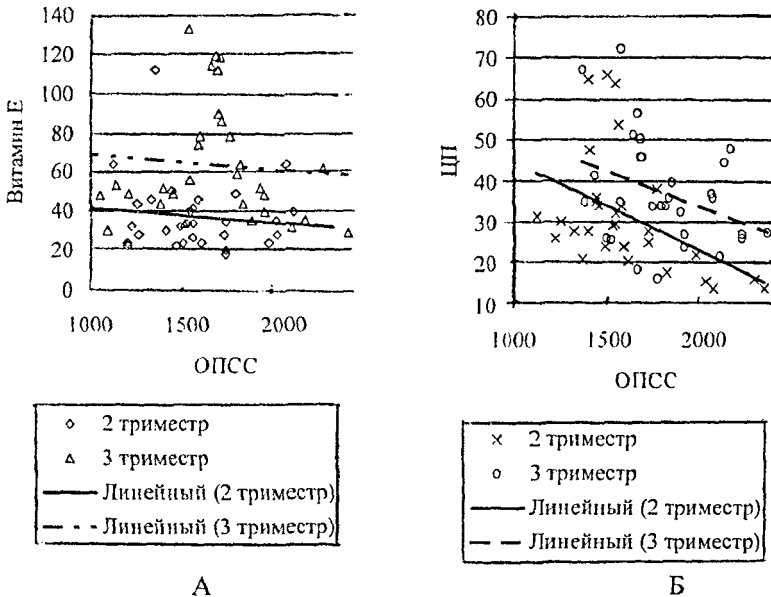 140
120
100
80
60
40
20
0
Витамин Е
1000 1500 2000
ОПСС
2 триместр
3 триместр
Линейный (2 триместр)
Линейный (3 триместр)
А
80
70
60
50
40
30
20
10
ЦП
1000 1500 2000
ОПСС
2 триместр
3 триместр
Линейный (2 триместр)
Линейный (3 триместр)
Б